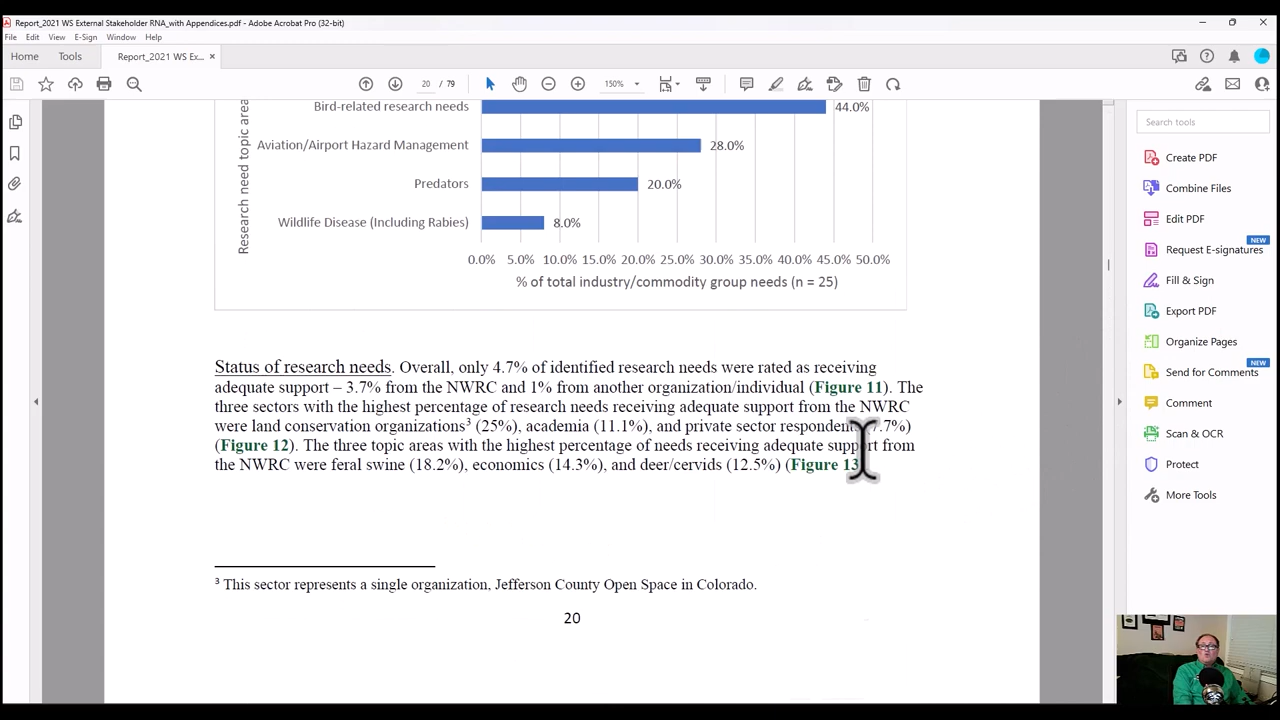 Report_2021 WS External Stakeholder RNA_with Appendices.pdf - Adobe Acrobat Pro (32-bit)
File Edit View E-Sign Window Help
Home Tools Report_2021 WS Ex... ×
20 / 79 150%
Research need topic area
Bird-related research needs 44.0%
Aviation/Airport Hazard Management 28.0%
Predators 20.0%
Wildlife Disease (Including Rabies) 8.0%
0.0% 5.0% 10.0% 15.0% 20.0% 25.0% 30.0% 35.0% 40.0% 45.0% 50.0%
% of total industry/commodity group needs (n = 25)
Status of research needs. Overall, only 4.7% of identified research needs were rated as receiving
adequate support – 3.7% from the NWRC and 1% from another organization/individual (Figure 11). The
three sectors with the highest percentage of research needs receiving adequate support from the NWRC
were land conservation organizations³ (25%), academia (11.1%), and private sector respondents (7.7%)
(Figure 12). The three topic areas with the highest percentage of needs receiving adequate support from
the NWRC were feral swine (18.2%), economics (14.3%), and deer/cervids (12.5%) (Figure 13
³ This sector represents a single organization, Jefferson County Open Space in Colorado.
20
Search tools
Create PDF
Combine Files
Edit PDF
NEW
Request E-signatures
Fill & Sign
Export PDF
Organize Pages
NEW
Send for Comments
Comment
Scan & OCR
Protect
More Tools